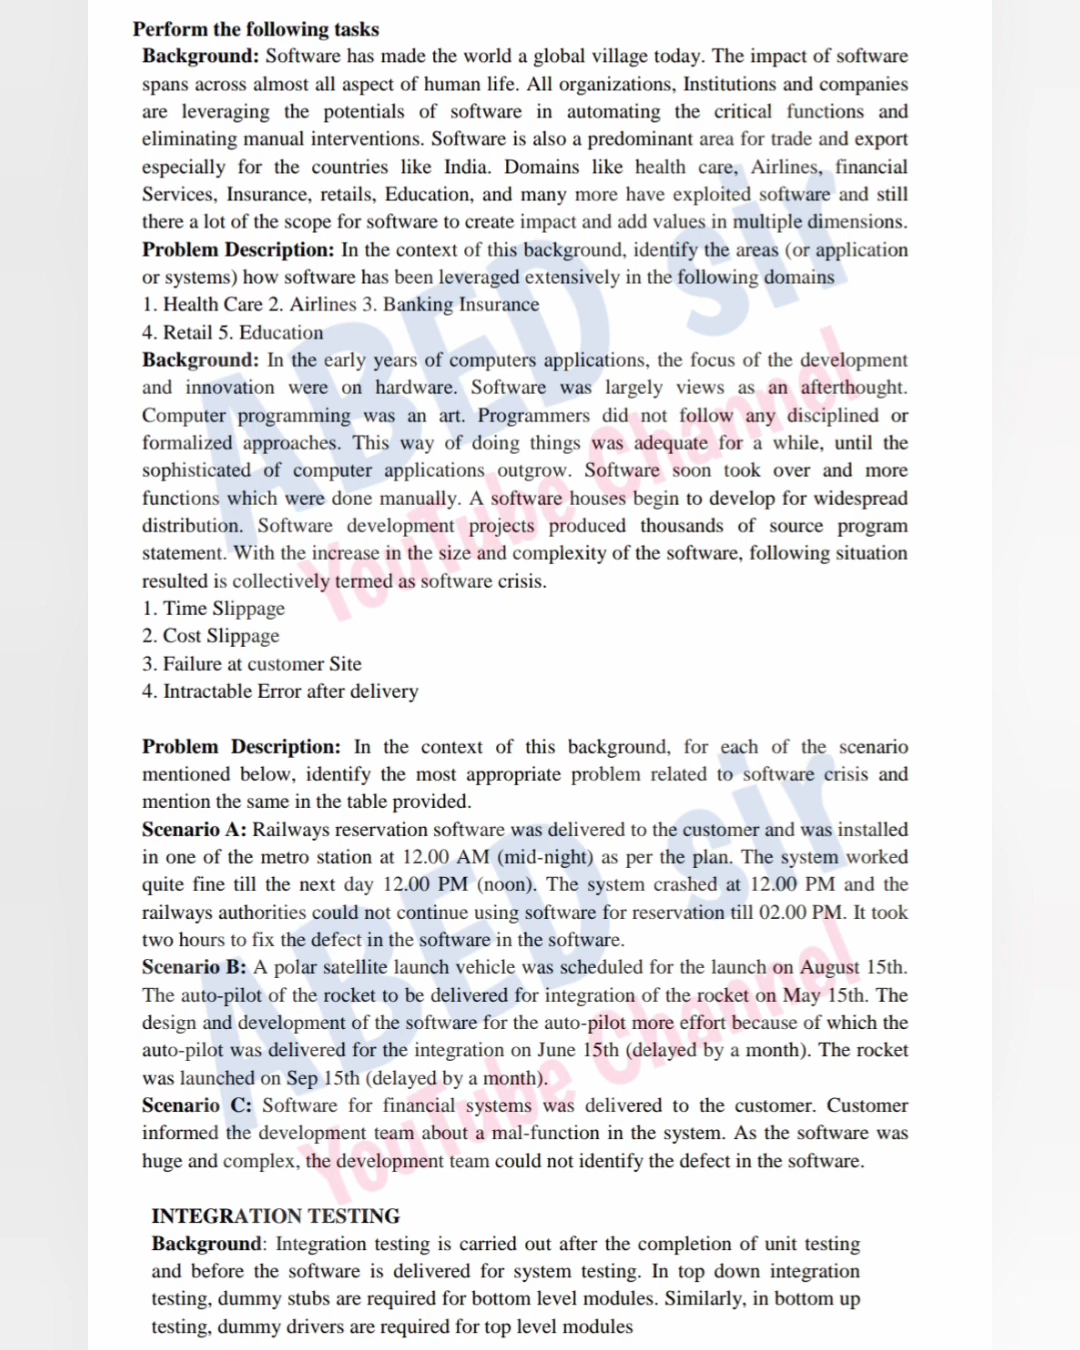 Perform the following tasks
Background: Software has made the world a global village today. The impact of software
spans across almost all aspect of human life. All organizations, Institutions and companies
are leveraging the potentials of software in automating the critical functions and
eliminating manual interventions. Software is also a predominant area for trade and export
especially for the countries like India. Domains like health care, Airlines, financial
Services, Insurance, retails, Education, and many more have exploited software and still
there a lot of the scope for software to create impact and add values in multiple dimensions.
Problem Description: In the context of this background, identify the areas (or application
or systems) how software has been leveraged extensively in the following domains
1. Health Care 2. Airlines 3. Banking Insurance
4. Retail 5. Education
Background: In the early years of computers applications, the focus of the development
and innovation were on hardware. Software was largely views as an afterthought.
Computer programming was an art. Programmers did not follow any disciplined or
formalized approaches. This way of doing things was adequate for a while, until the
sophisticated of computer applications outgrow. Software soon took over and more
functions which were done manually. A software houses begin to develop for widespread
distribution. Software development projects produced thousands of source program
statement. With the increase in the size and complexity of the software, following situation
resulted is collectively termed as software crisis.
1. Time Slippage
2. Cost Slippage
3. Failure at customer Site
4. Intractable Error after delivery
Problem Description: In the context of this background, for each of the scenario
mentioned below, identify the most appropriate problem related to software crisis and
mention the same in the table provided.
Scenario A: Railways reservation software was delivered to the customer and was installed
in one of the metro station at 12.00 AM (mid-night) as per the plan. The system worked
quite fine till the next day 12.00 PM (noon). The system crashed at 12.00 PM and the
railways authorities could not continue using software for reservation till 02.00 PM. It took
two hours to fix the defect in the software in the software.
Scenario B: A polar satellite launch vehicle was scheduled for the launch on August 15th.
The auto-pilot of the rocket to be delivered for integration of the rocket on May 15th. The
design and development of the software for the auto-pilot more effort because of which the
auto-pilot was delivered for the integration on June 15th (delayed by a month). The rocket
was launched on Sep 15th (delayed by a month).
Scenario C: Software for financial systems was delivered to the customer. Customer
informed the development team about a mal-function in the system. As the software was
huge and complex, the development team could not identify the defect in the software.
INTEGRATION TESTING
Background: Integration testing is carried out after the completion of unit testing
and before the software is delivered for system testing. In top down integration
testing, dummy stubs are required for bottom level modules. Similarly, in bottom up
testing, dummy drivers are required for top level modules
ABED sir
YouTube Channel
ABED sir
YouTube Channel